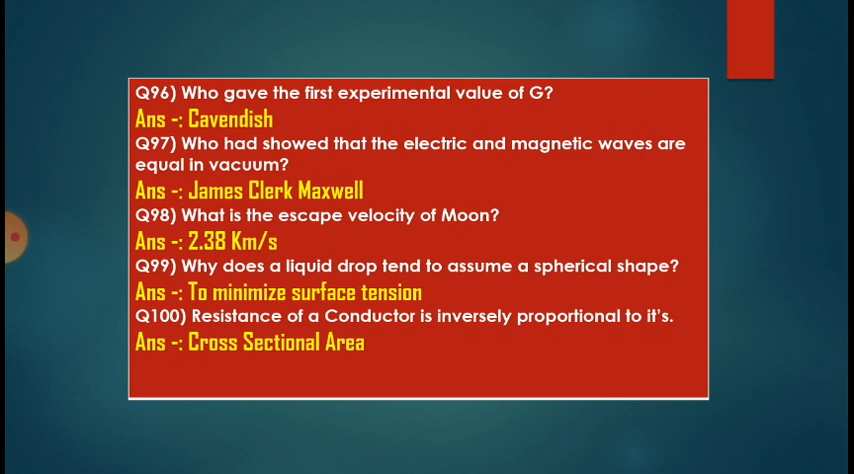 Q96) Who gave the first experimental value of G?
Ans -: Cavendish
Q97) Who had showed that the electric and magnetic waves are
equal in vacuum?
Ans -: James Clerk Maxwell
Q98) What is the escape velocity of Moon?
Ans -: 2.38 Km/s
Q99) Why does a liquid drop tend to assume a spherical shape?
Ans -: To minimize surface tension
Q100) Resistance of a Conductor is inversely proportional to it's.
Ans -: Cross Sectional Area